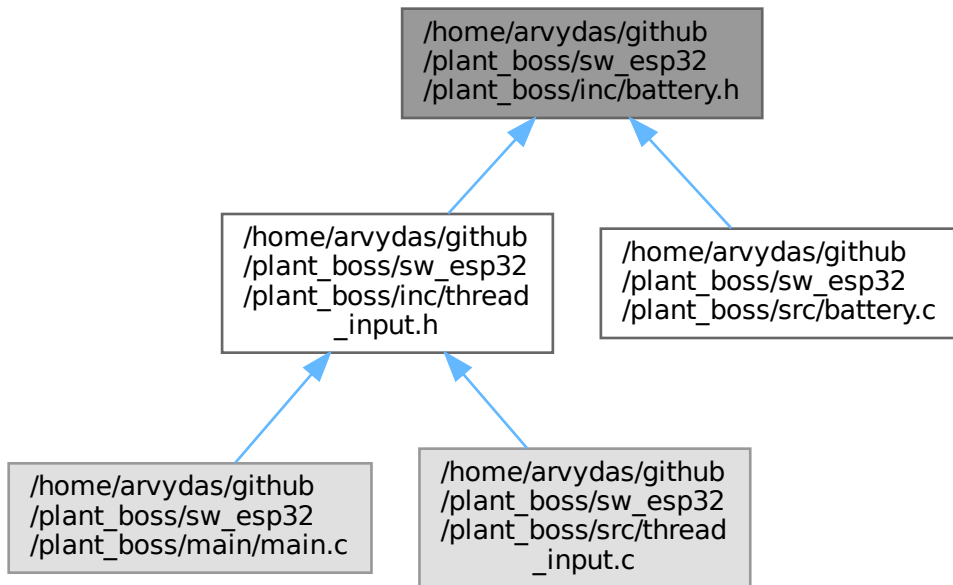 /home/arvydas/github
/plant_boss/sw_esp32
/plant_boss/inc/battery.h
/home/arvydas/github
/plant_boss/sw_esp32
/plant_boss/inc/thread
_input.h
/home/arvydas/github
/plant_boss/sw_esp32
/plant_boss/src/battery.c
/home/arvydas/github
/plant_boss/sw_esp32
/plant_boss/main/main.c
/home/arvydas/github
/plant_boss/sw_esp32
/plant_boss/src/thread
_input.c